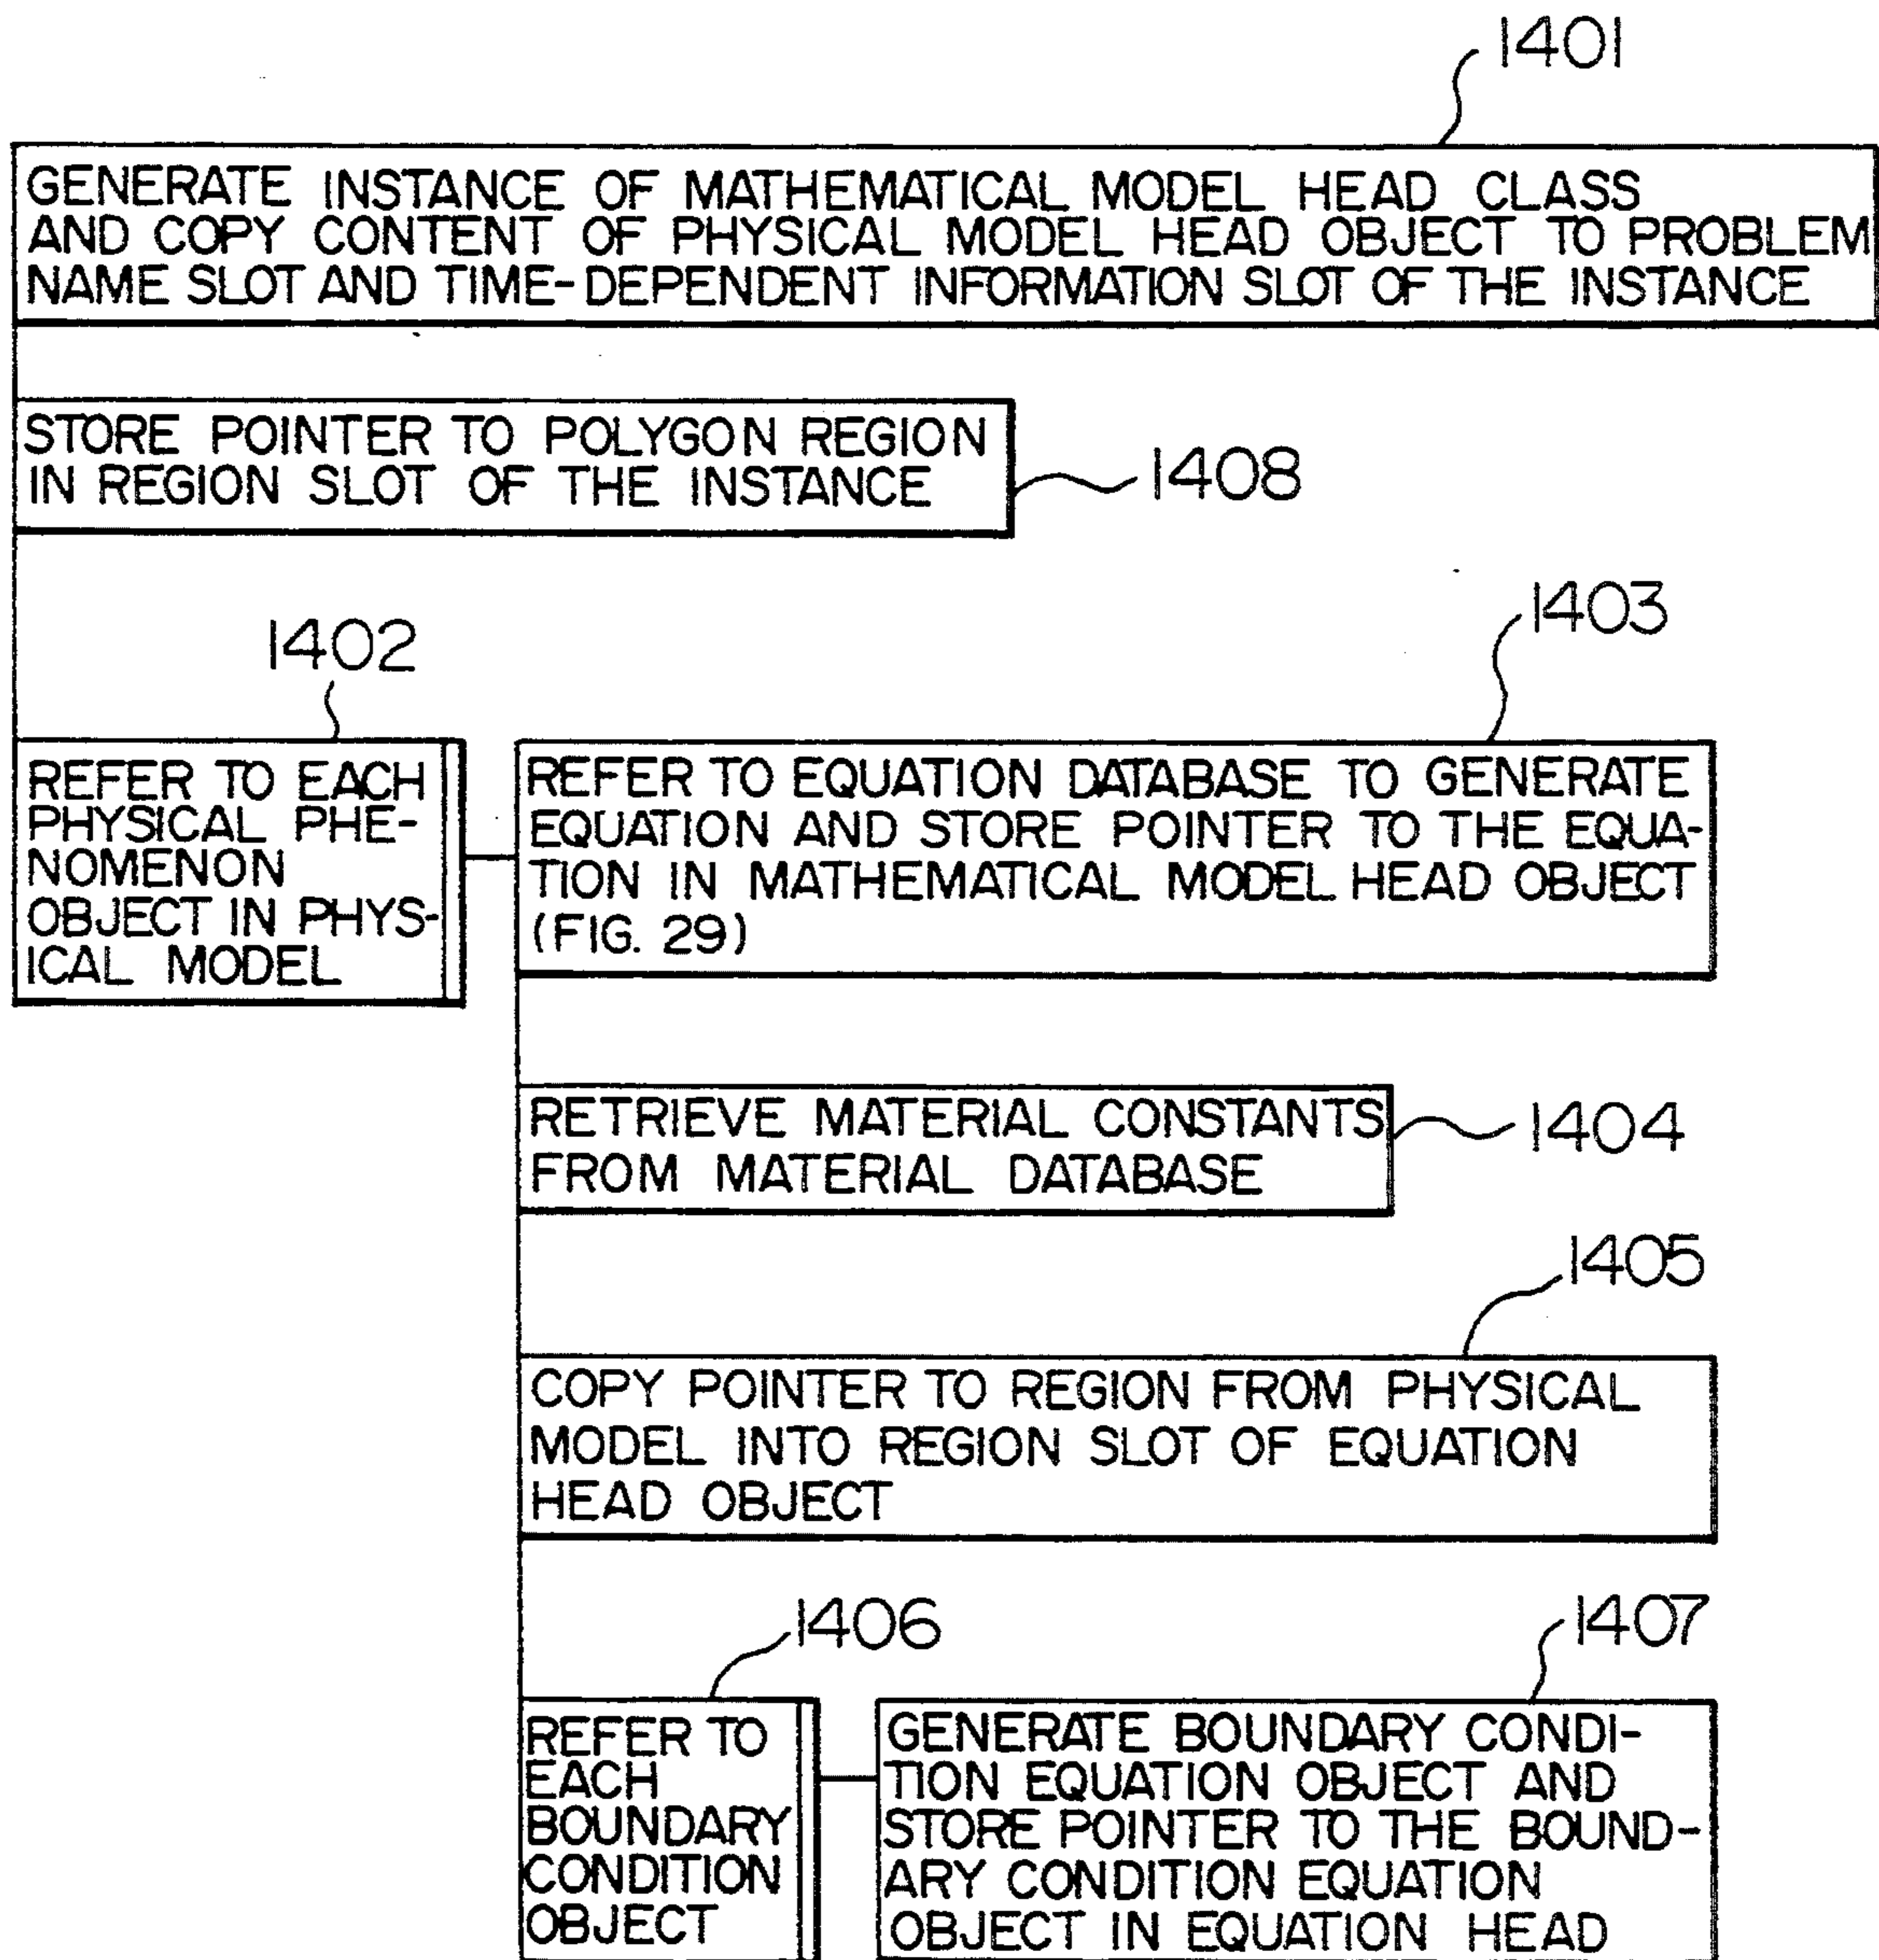 1401
GENERATE INSTANCE OF MATHEMATICAL MODEL HEAD CLASS
AND COPY CONTENT OF PHYSICAL MODEL HEAD OBJECT TO PROBLEM
NAME SLOT AND TIME-DEPENDENT INFORMATION SLOT OF THE INSTANCE
STORE POINTER TO POLYGON REGION
IN REGION SLOT OF THE INSTANCE
1408
1402
REFER TO EACH
PHYSICAL PHE-
NOMENON
OBJECT IN PHYS-
ICAL MODEL
1403
REFER TO EQUATION DATABASE TO GENERATE
EQUATION AND STORE POINTER TO THE EQUA-
TION IN MATHEMATICAL MODEL HEAD OBJECT
(FIG. 29)
RETRIEVE MATERIAL CONSTANTS
FROM MATERIAL DATABASE
1404
1405
COPY POINTER TO REGION FROM PHYSICAL
MODEL INTO REGION SLOT OF EQUATION
HEAD OBJECT
1406
REFER TO
EACH
BOUNDARY
CONDITION
OBJECT
1407
GENERATE BOUNDARY CONDI-
TION EQUATION OBJECT AND
STORE POINTER TO THE BOUND-
ARY CONDITION EQUATION
OBJECT IN EQUATION HEAD